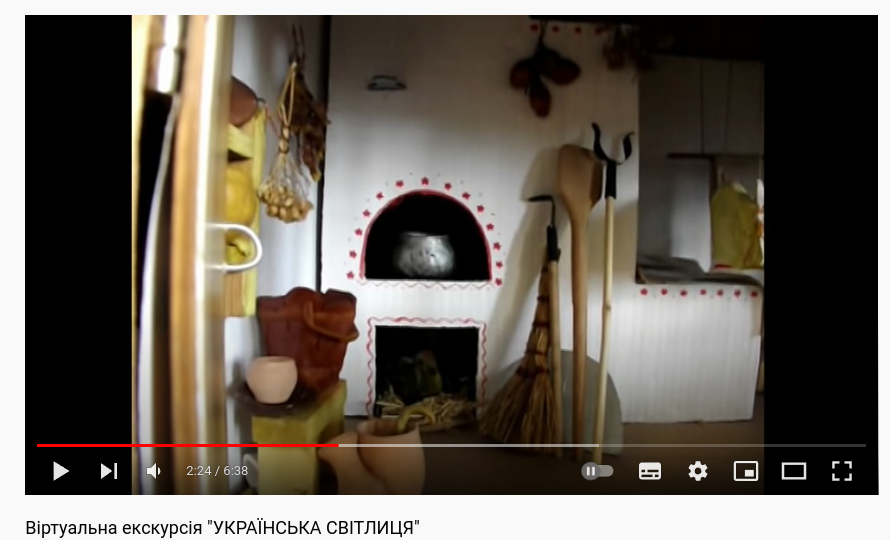 2:24 / 6:38
Віртуальна екскурсія "УКРАЇНСЬКА СВІТЛИЦЯ"